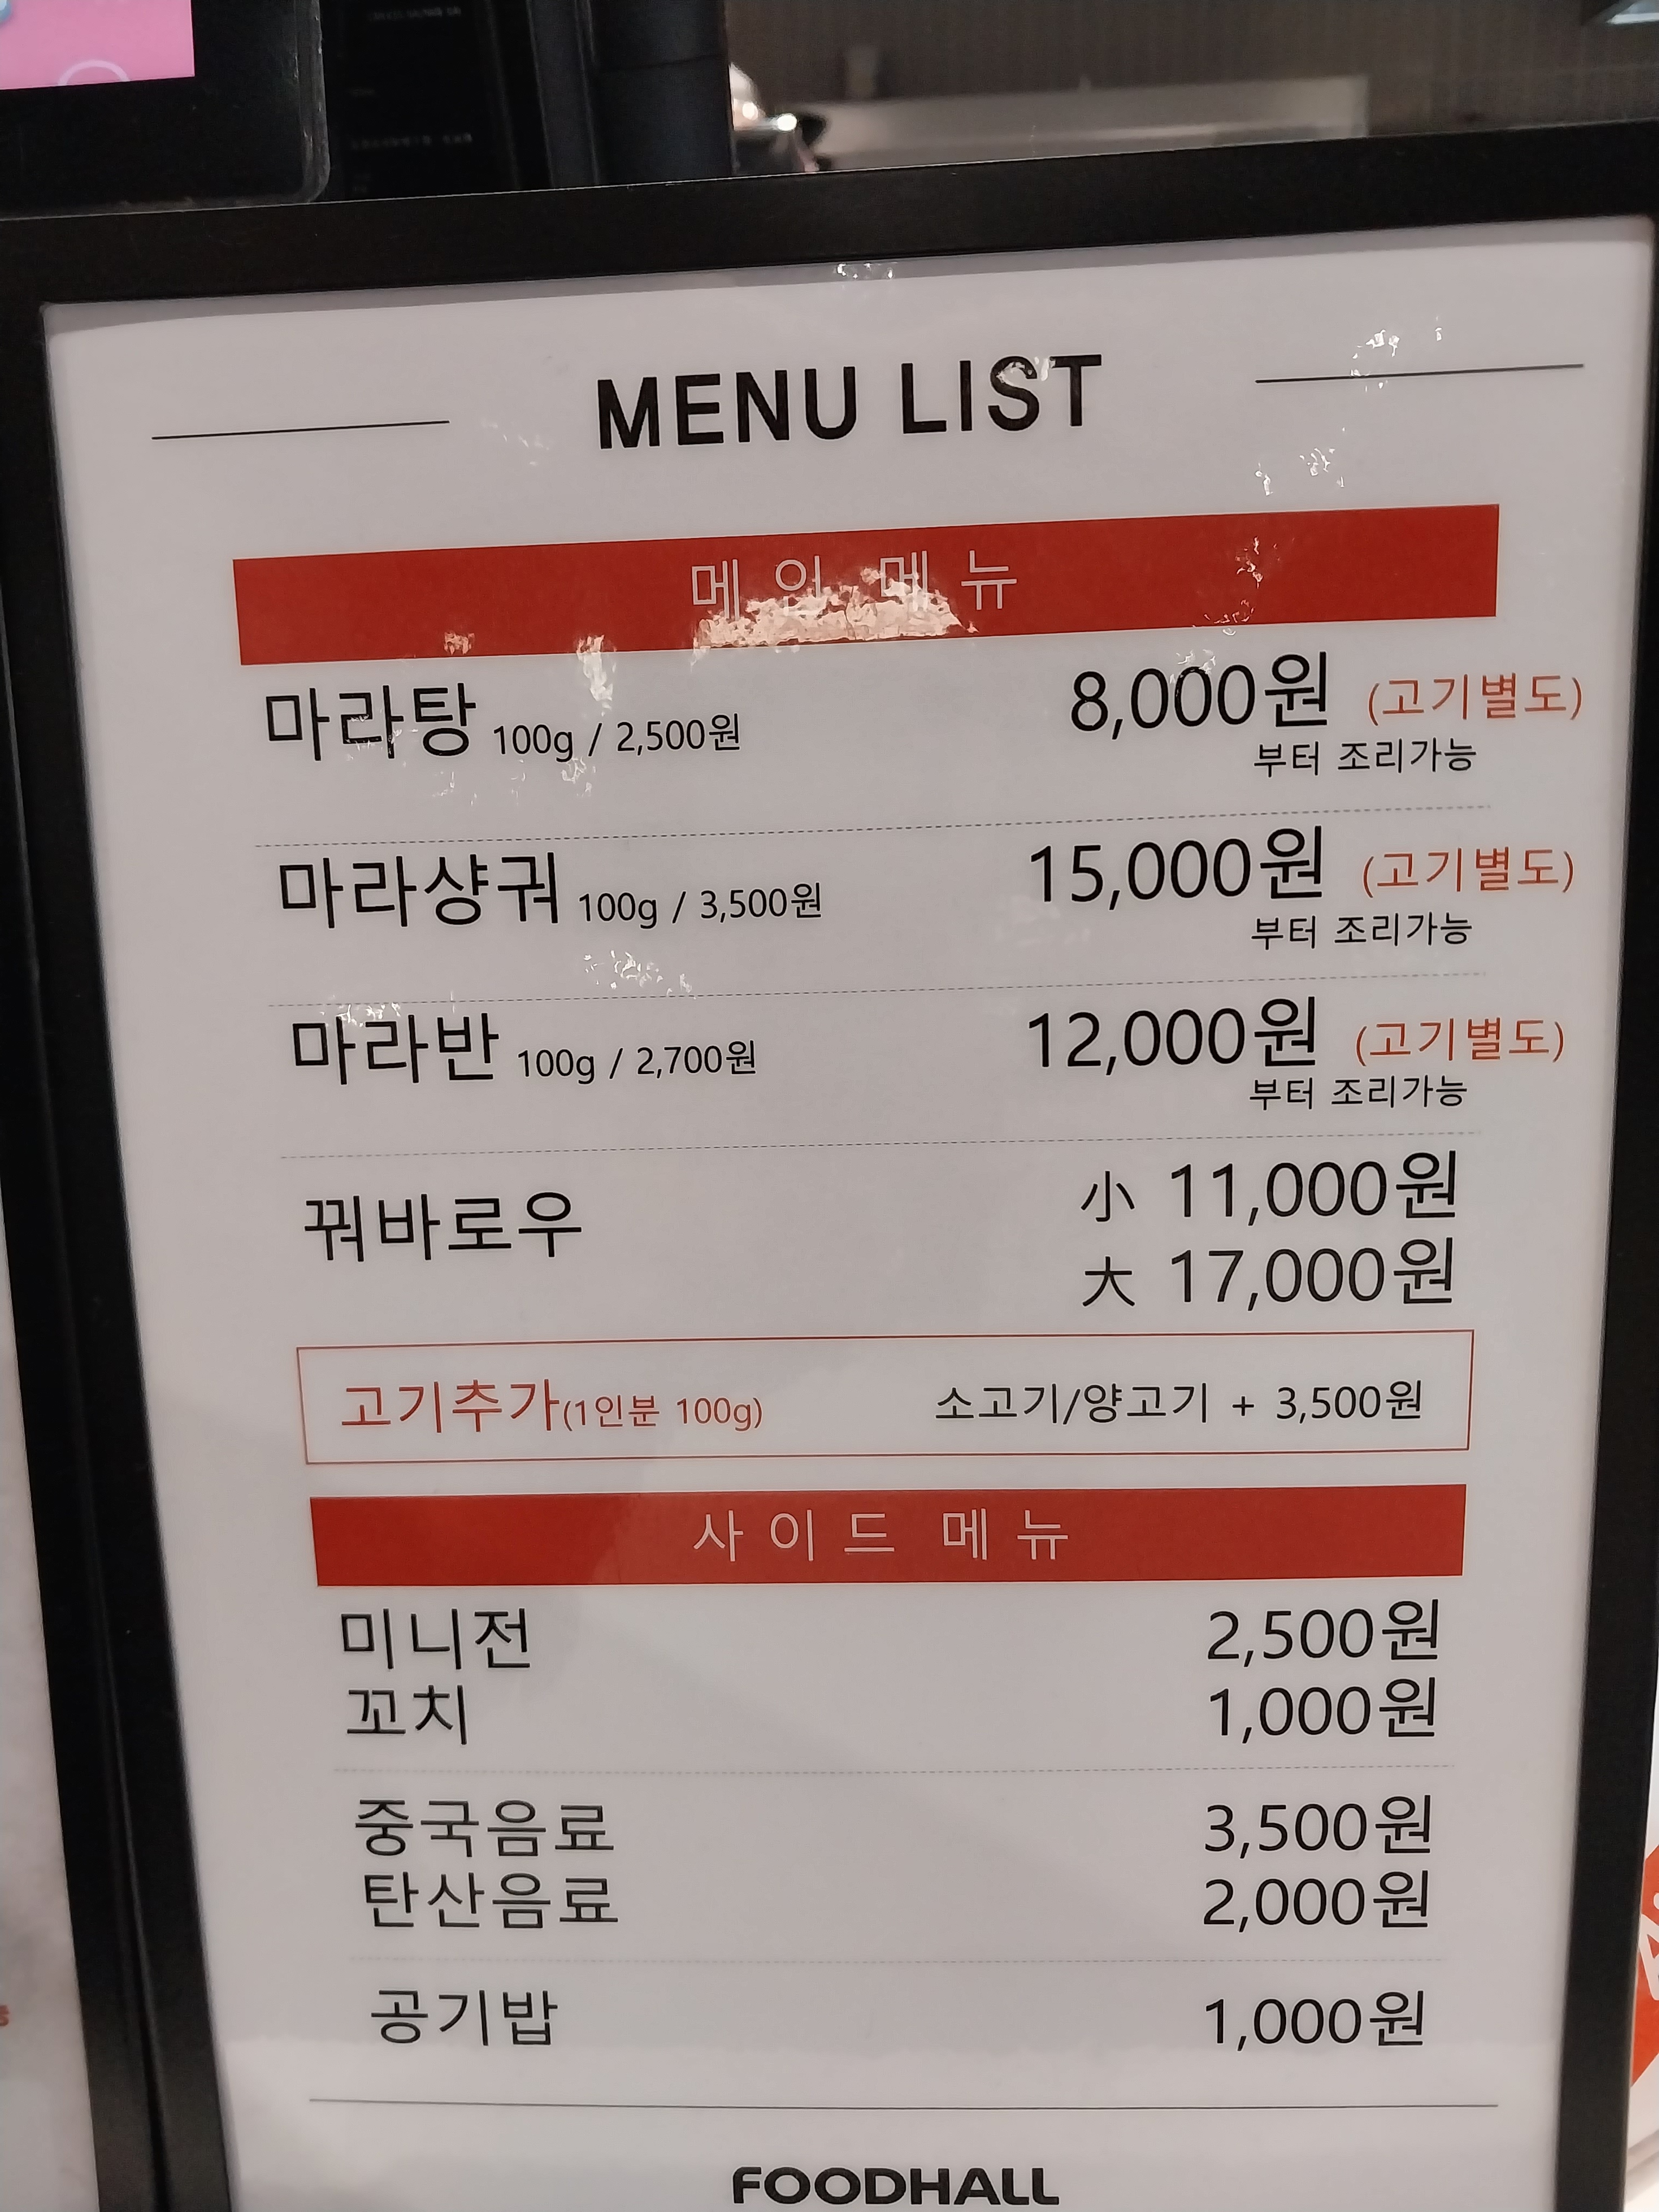 MENU LIST
메인 메뉴
마라탕 100g / 2,500원 8,000원 (고기별도)
부터 조리가능
마라샹궈 100g / 3,500원 15,000원 (고기별도)
부터 조리가능
마라반 100g / 2,700원 12,000원 (고기별도)
부터 조리가능
꿔바로우 小 11,000원
大 17,000원
고기추가(1인분 100g) 소고기/양고기 + 3,500원
사이드 메뉴
미니전 2,500원
꼬치 1,000원
중국음료 3,500원
탄산음료 2,000원
공기밥 1,000원
FOODHALL